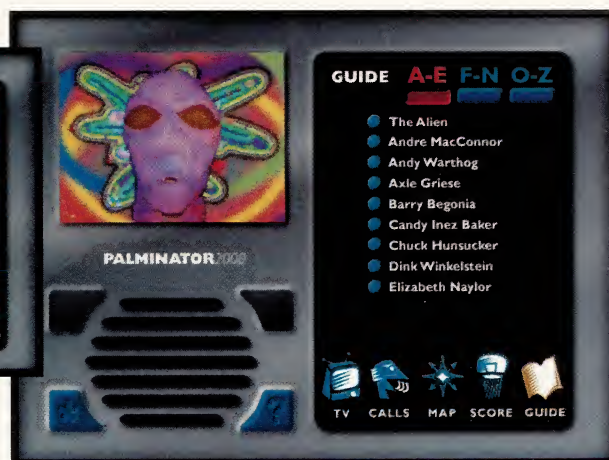 GUIDE A-E F-N O-Z
The Alien
Andre MacConnor
Andy Warthog
Axle Griese
Barry Begonia
Candy Inez Baker
Chuck Hunsucker
Dink Winkelstein
Elizabeth Naylor
PALMINATOR2000
TV CALLS MAP SCORE GUIDE